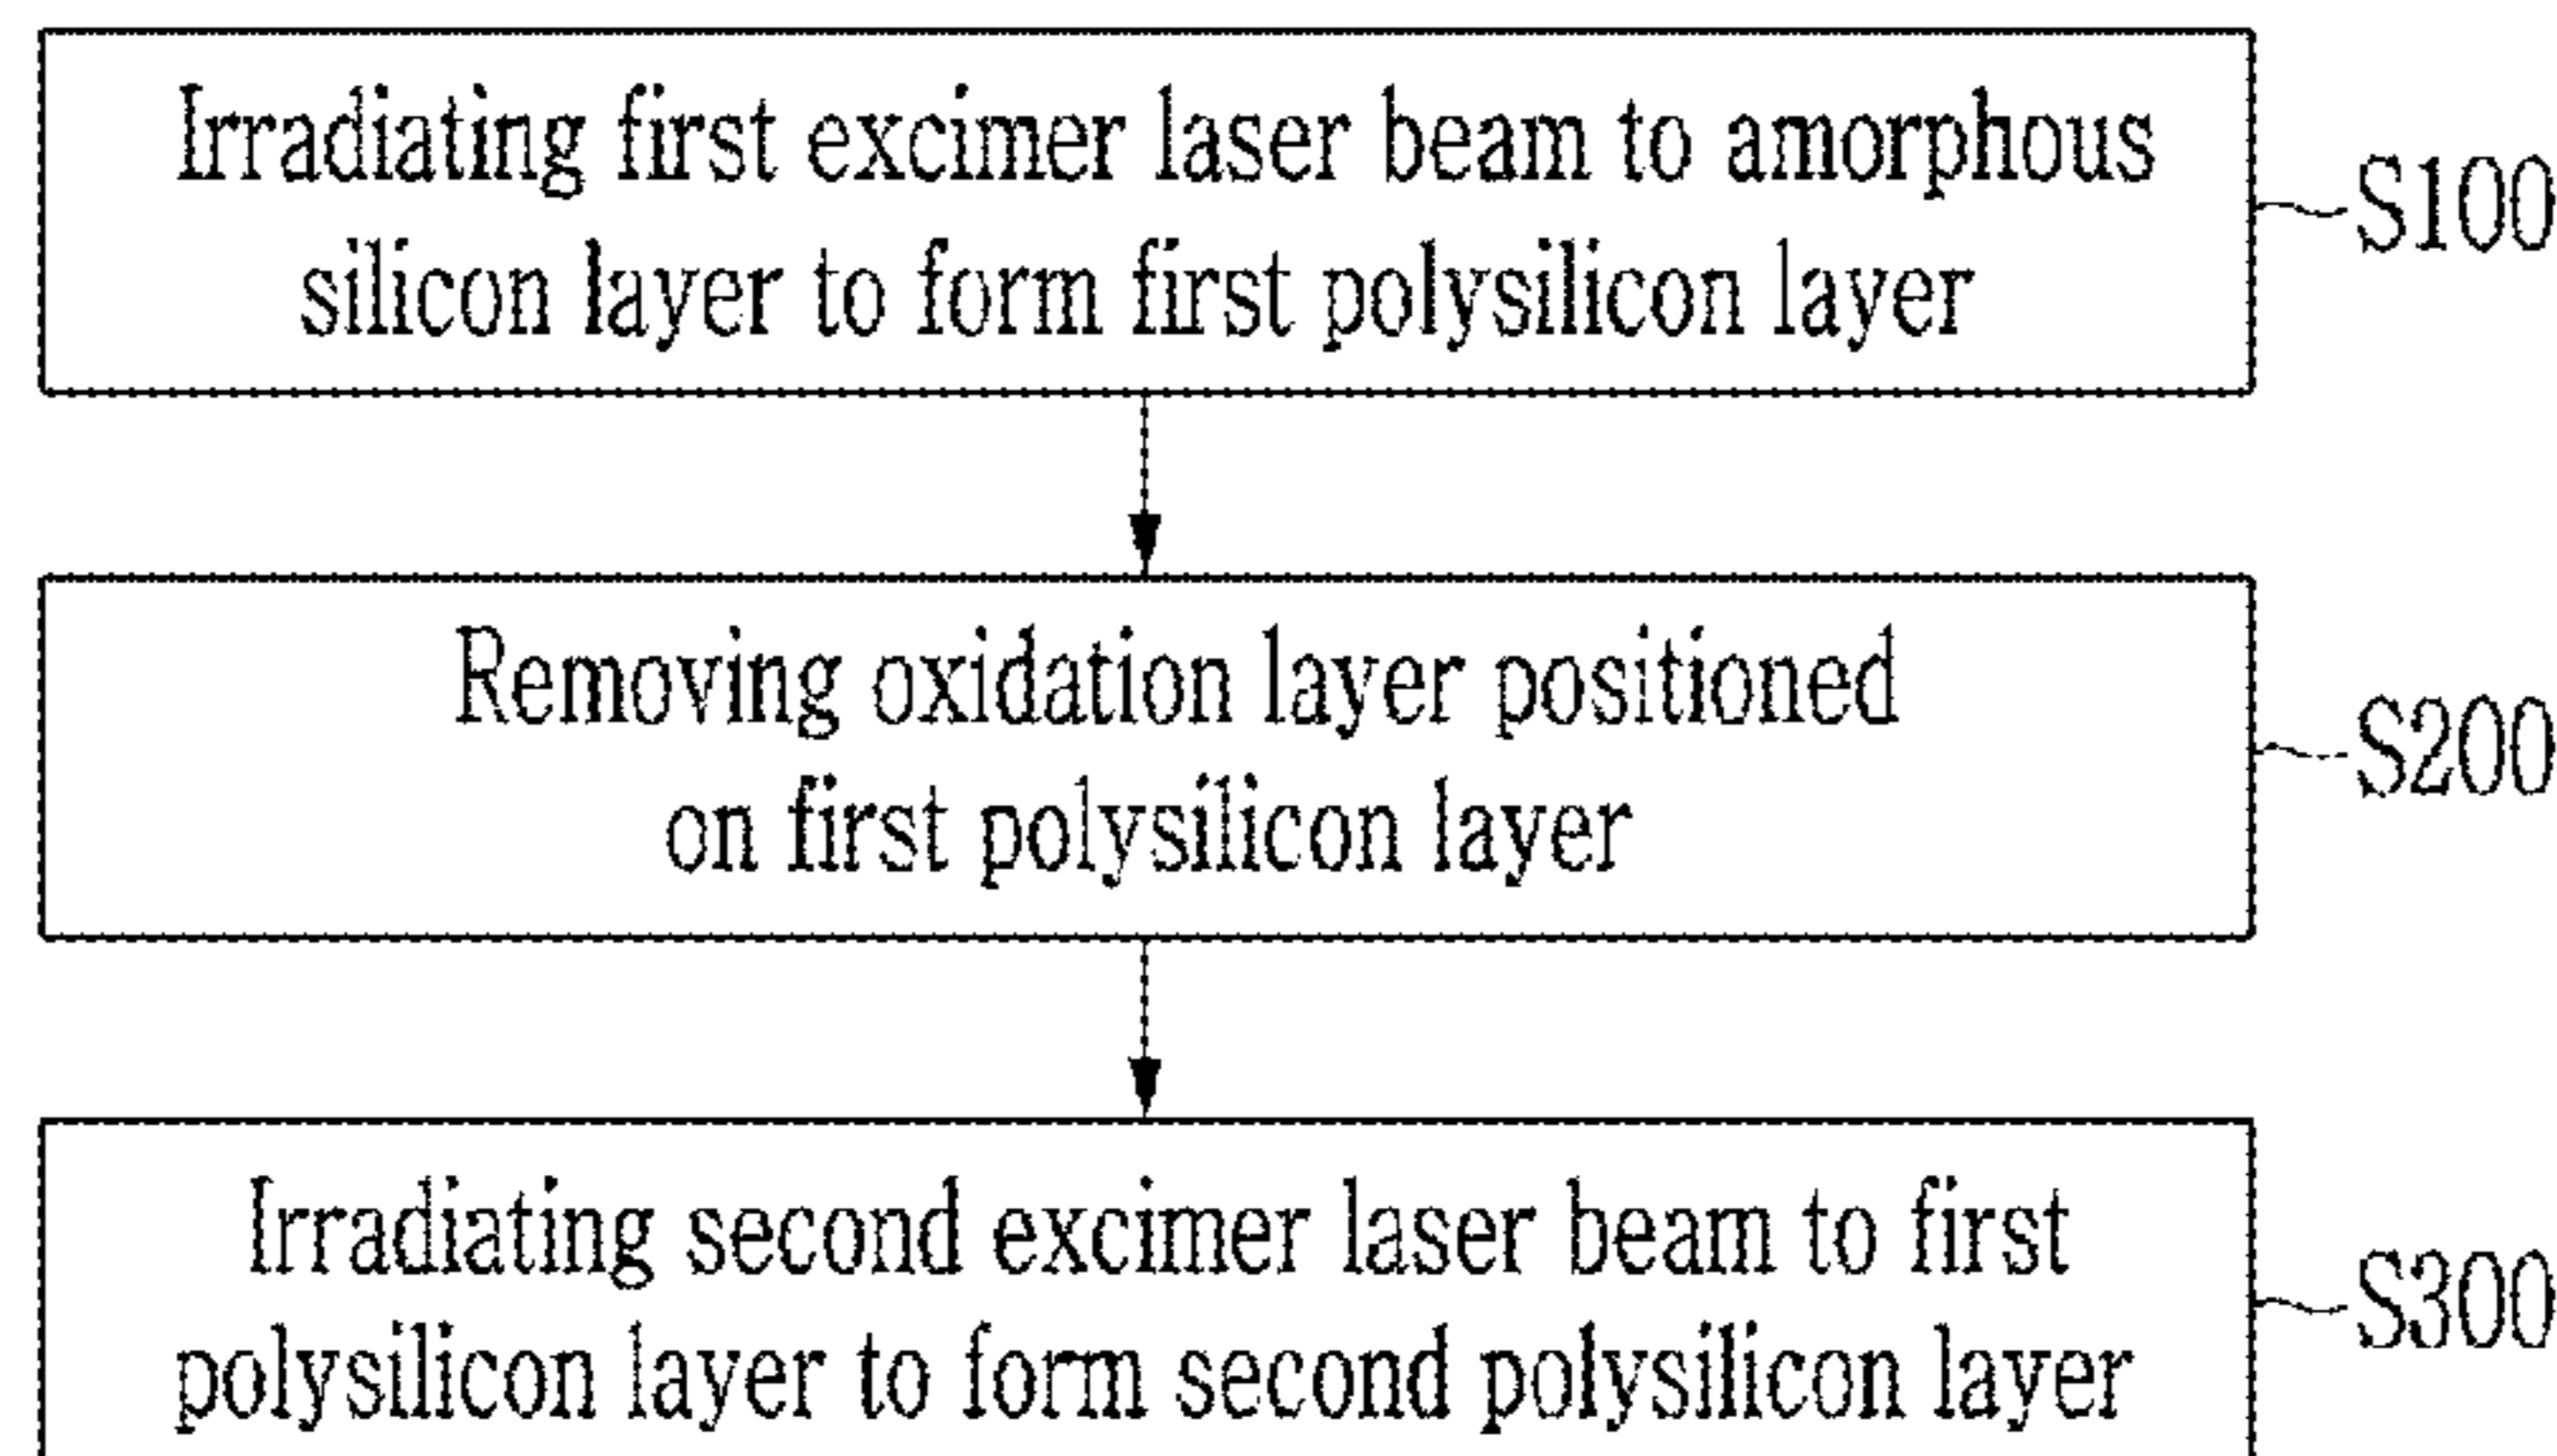 Irradiating first excimer laser beam to amorphous
silicon layer to form first polysilicon layer
S100
Removing oxidation layer positioned
on first polysilicon layer
S200
Irradiating second excimer laser beam to first
polysilicon layer to form second polysilicon layer
S300